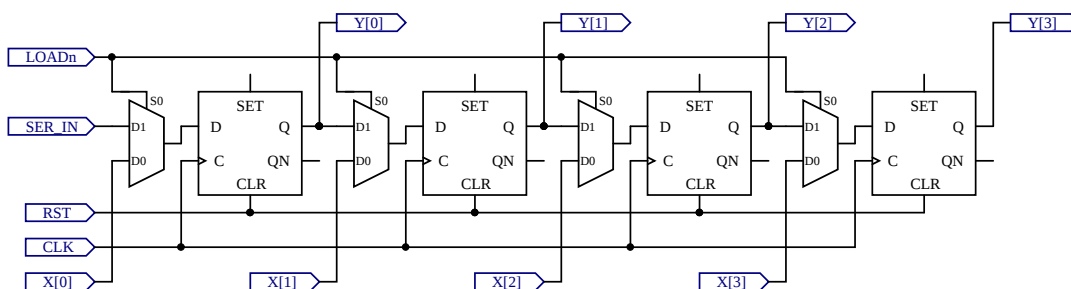 Y[0] Y[1] Y[2] Y[3]
LOADn
S0 S0 S0 S0
SET SET SET SET
SER_IN D1 D Q D1 D Q D1 D Q D1 D Q
D0 C QN D0 C QN D0 C QN D0 C QN
CLR CLR CLR CLR
RST
CLK
X[0] X[1] X[2] X[3]